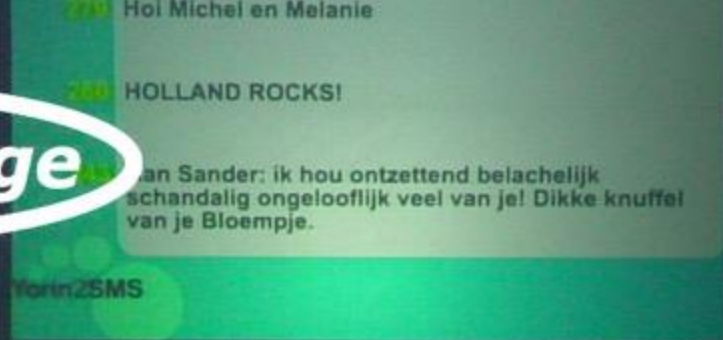 Hoi Michel en Melanie
HOLLAND ROCKS!
ge
an Sander: ik hou ontzettend belachelijk
schandalig ongelooflijk veel van je! Dikke knuffel
van je Bloempje.
Yorin2SMS